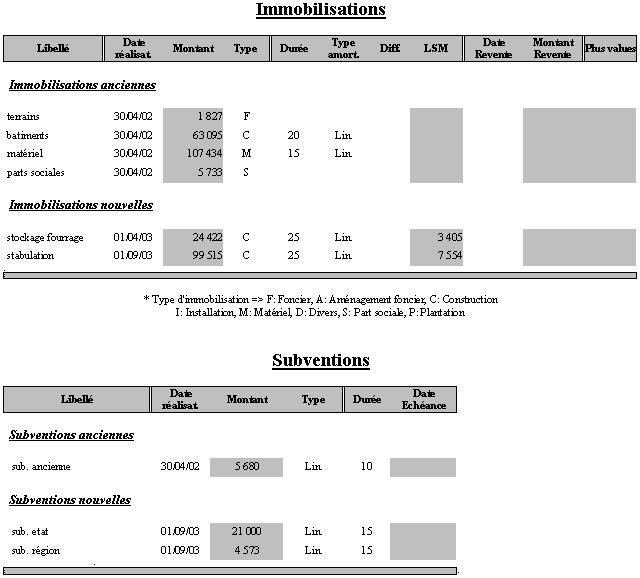 Immobilisations
Libellé Date réalisat. Montant Type Durée Type amort. Diff. LSM Date Revente Montant Revente Plus values
Immobilisations anciennes
terrains 30/04/02 1 827 F
batiments 30/04/02 63 095 C 20 Lin.
matériel 30/04/02 107 434 M 15 Lin.
parts sociales 30/04/02 5 733 S
Immobilisations nouvelles
stockage fourrage 01/04/03 24 422 C 25 Lin. 3 405
stabulation 01/09/03 99 515 C 25 Lin. 7 554
* Type d'immobilisation => F: Foncier, A: Aménagement foncier, C: Construction
I: Installation, M: Matériel, D: Divers, S: Part sociale, P: Plantation
Subventions
Libellé Date réalisat. Montant Type Durée Date Echéance
Subventions anciennes
sub. ancienne 30/04/02 5 680 Lin. 10
Subventions nouvelles
sub. etat 01/09/03 21 000 Lin. 15
sub. région 01/09/03 4 573 Lin. 15